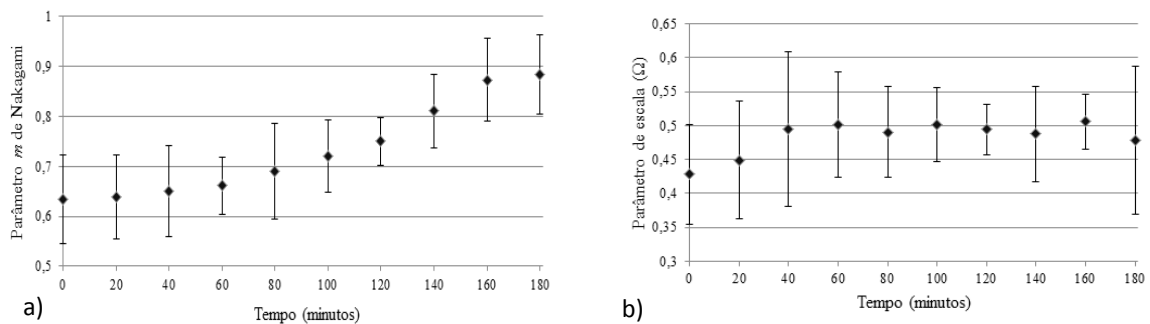 1
0,9
0,8
0,7
0,6
0,5
Parâmetro m de Nakagami
0 20 40 60 80 100 120 140 160 180
Tempo (minutos)
a)
0,65
0,6
0,55
0,5
0,45
0,4
0,35
0,3
Parâmetro de escala (Ω)
0 20 40 60 80 100 120 140 160 180
Tempo (minutos)
b)